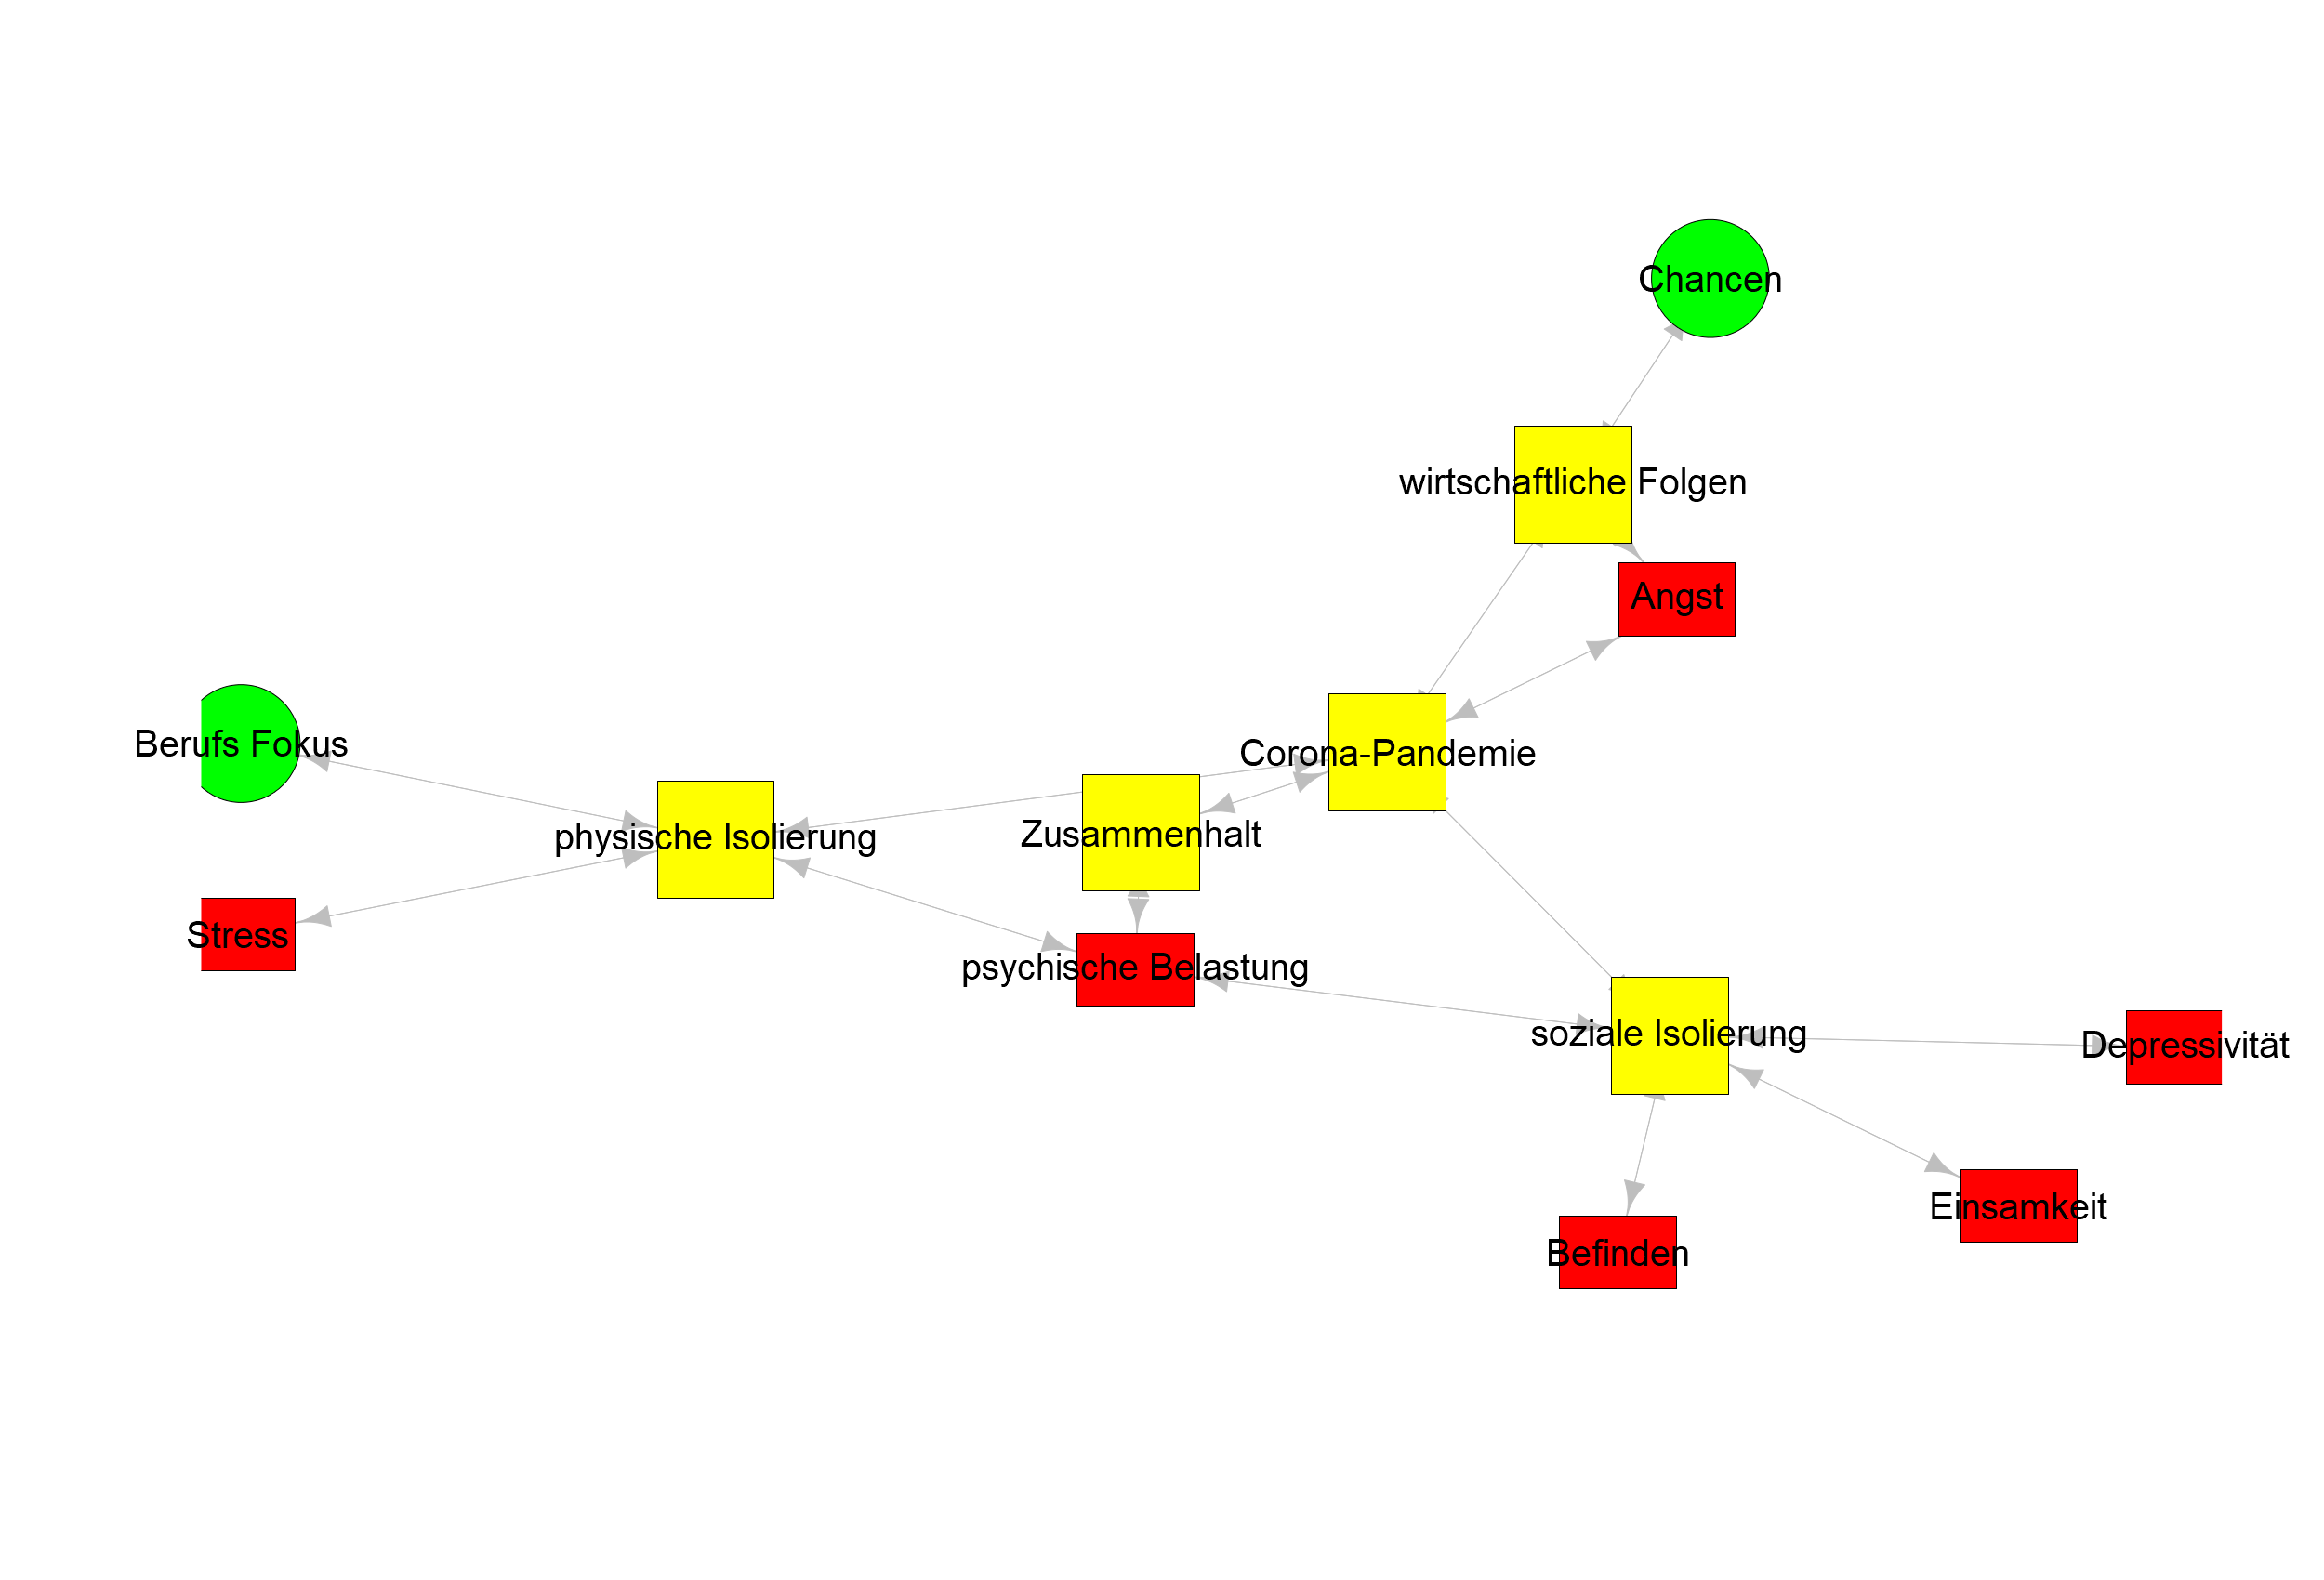 Chancen
wirtschaftliche Folgen
Angst
Berufs Fokus
Corona-Pandemie
physische Isolierung
Zusammenhalt
Stress
psychische Belastung
soziale Isolierung
Depressivität
Einsamkeit
Befinden